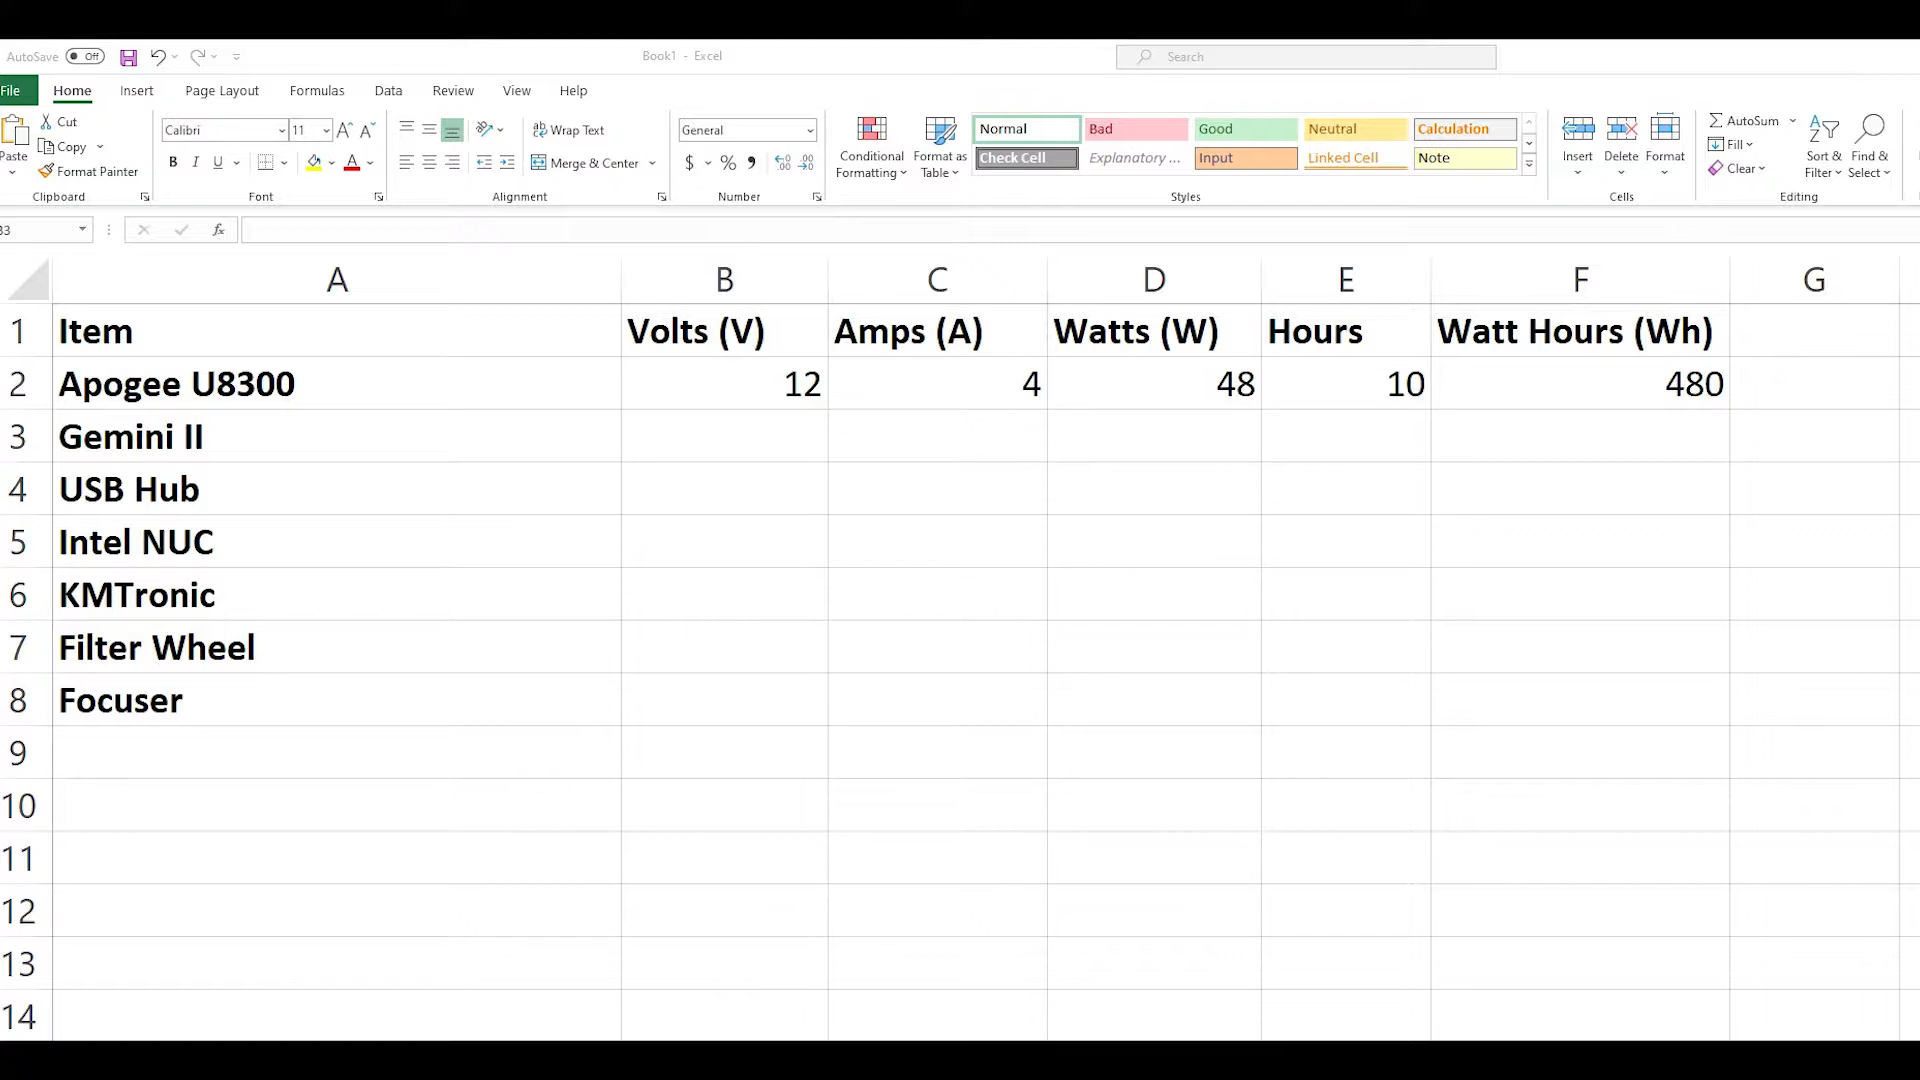 AutoSave Off Book1 - Excel Search
File Home Insert Page Layout Formulas Data Review View Help
Cut Calibri 11 Wrap Text General Normal Bad Good Neutral Calculation AutoSum
Copy Fill
Paste Format Painter B I U Merge & Center $ % Conditional Formatting Format as Table Check Cell Explanatory ... Input Linked Cell Note Insert Delete Format Clear Sort & Filter Find & Select
Clipboard Font Alignment Number Styles Cells Editing
B3 fx
A B C D E F G
1 Item Volts (V) Amps (A) Watts (W) Hours Watt Hours (Wh)
2 Apogee U8300 12 4 48 10 480
3 Gemini II
4 USB Hub
5 Intel NUC
6 KMTronic
7 Filter Wheel
8 Focuser
9
10
11
12
13
14